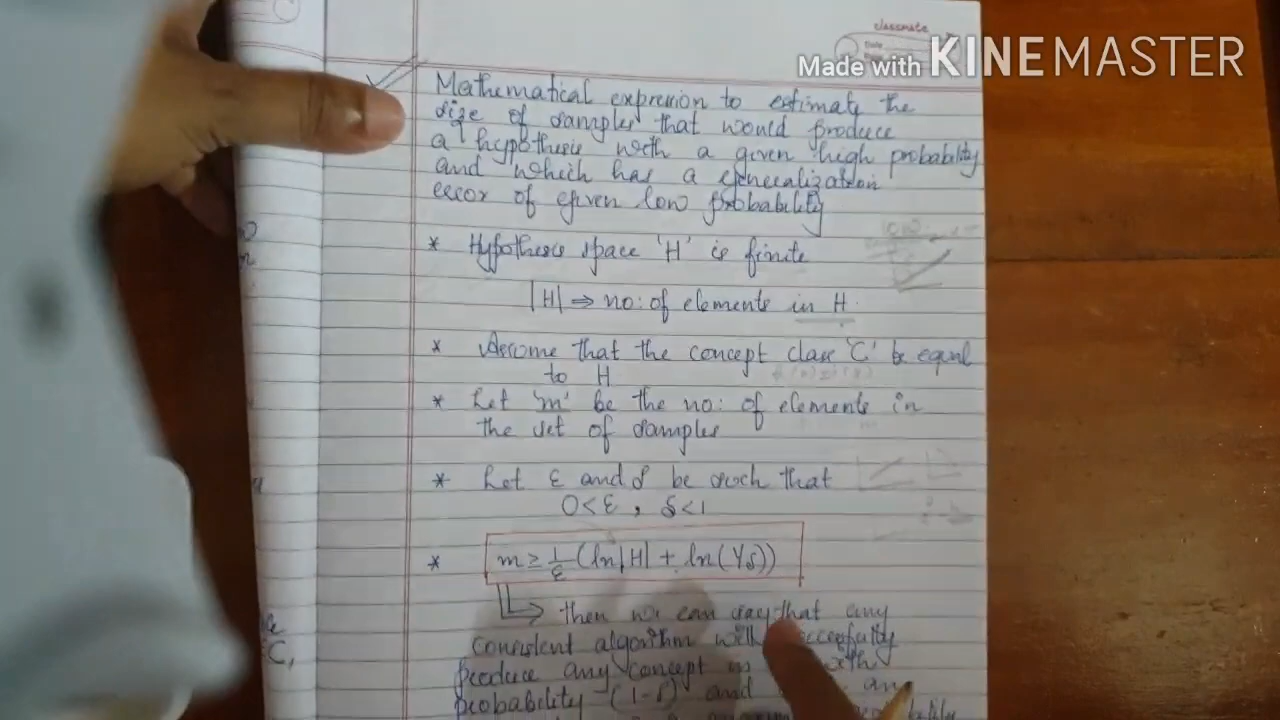 classmate
Date
Made with KINEMASTER
Mathematical expression to estimate the
size of samples that would produce
a hypothesis with a given high probability
and which has a generalization
error of given low probability
* Hypothesis space 'H' is finite
|H| ⇒ no: of elements in H.
* Assume that the concept class 'C' be equal
to H
* Let 'm' be the no: of elements in
the set of samples
* Let ε and δ be such that
0<ε, δ<1
* m ≥ 1/ε (ln|H| + ln(1/δ))
→ then we can say that any
consistent algorithm will
produce any concept in
probability (1-δ) and